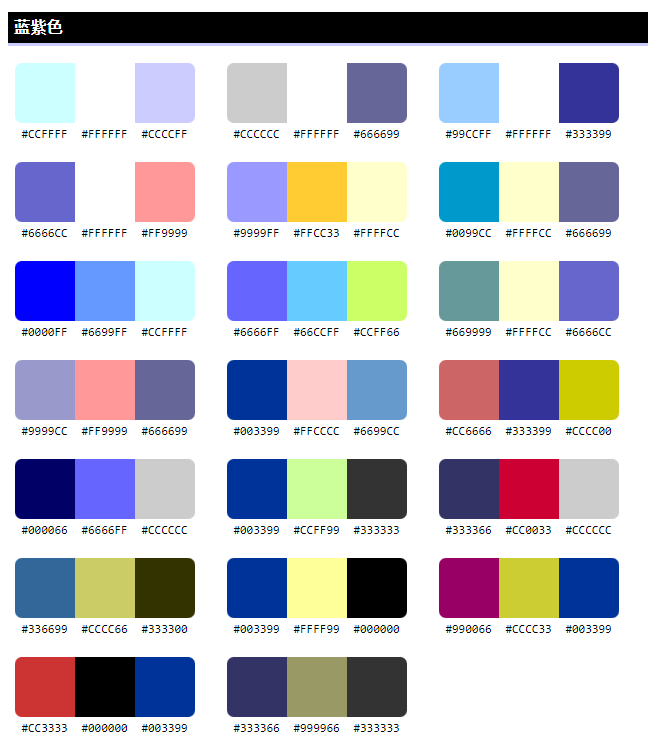 蓝紫色
#CCFFFF #FFFFFF #CCCCFF #CCCCCC #FFFFFF #666699 #99CCFF #FFFFFF #333399
#6666CC #FFFFFF #FF9999 #9999FF #FFCC33 #FFFFCC #0099CC #FFFFCC #666699
#0000FF #6699FF #CCFFFF #6666FF #66CCFF #CCFF66 #669999 #FFFFCC #6666CC
#9999CC #FF9999 #666699 #003399 #FFCCCC #6699CC #CC6666 #333399 #CCCC00
#000066 #6666FF #CCCCCC #003399 #CCFF99 #333333 #333366 #CC0033 #CCCCCC
#336699 #CCCC66 #333300 #003399 #FFFF99 #000000 #990066 #CCCC33 #003399
#CC3333 #000000 #003399 #333366 #999966 #333333